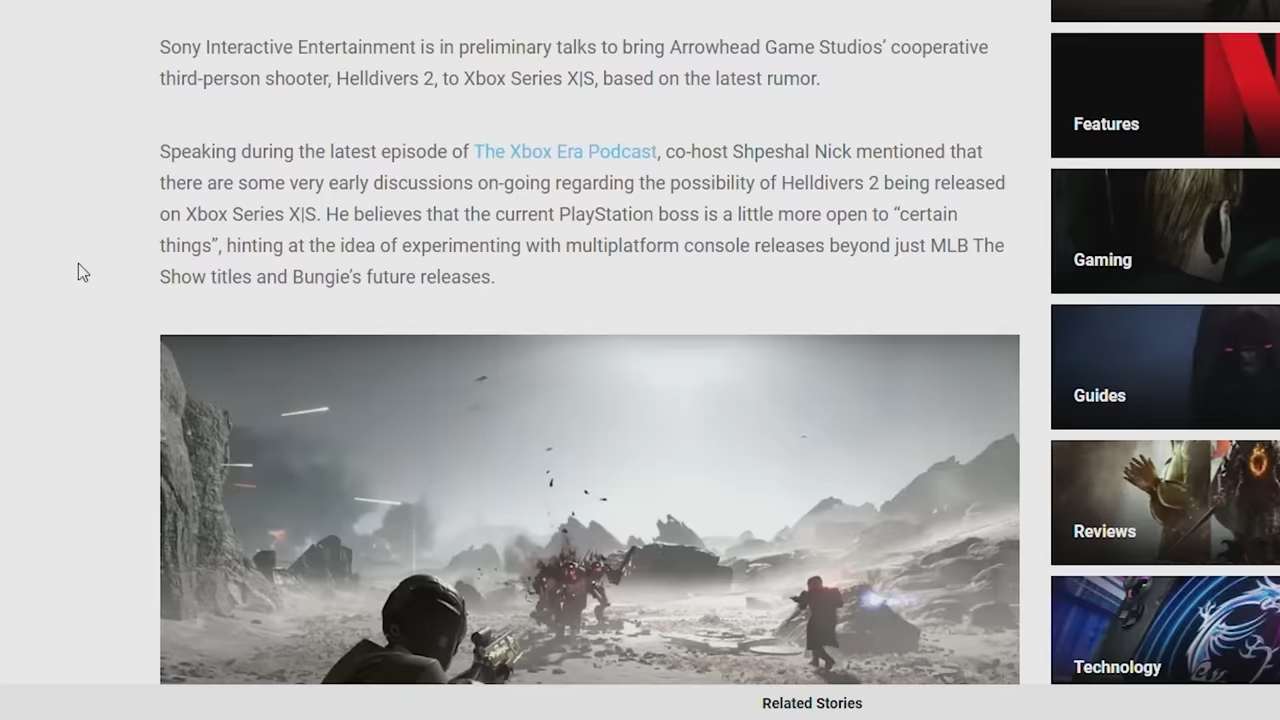 Sony Interactive Entertainment is in preliminary talks to bring Arrowhead Game Studios’ cooperative
third-person shooter, Helldivers 2, to Xbox Series X|S, based on the latest rumor.
Speaking during the latest episode of The Xbox Era Podcast, co-host Shpeshal Nick mentioned that
there are some very early discussions on-going regarding the possibility of Helldivers 2 being released
on Xbox Series X|S. He believes that the current PlayStation boss is a little more open to “certain
things”, hinting at the idea of experimenting with multiplatform console releases beyond just MLB The
Show titles and Bungie’s future releases.
Features
Gaming
Guides
Reviews
Technology
Related Stories